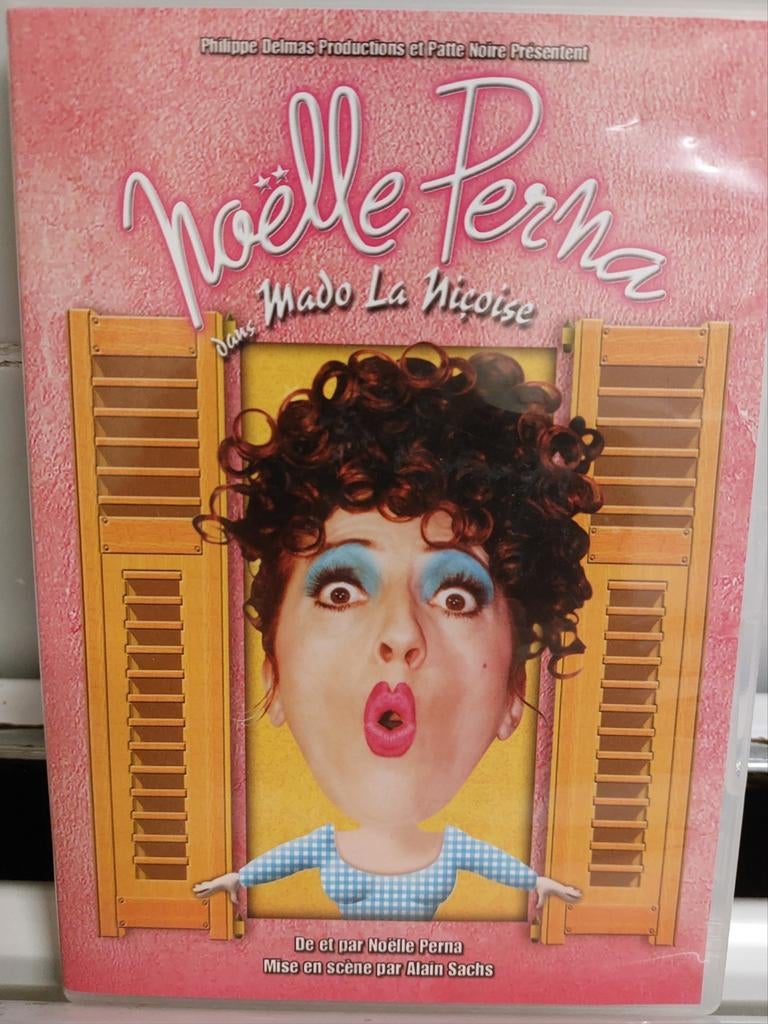 Philippe Delmas Productions et Patte Noire Présentent
Noëlle Perna
dans Mado La Niçoise
De et par Noëlle Perna
Mise en scène par Alain Sachs